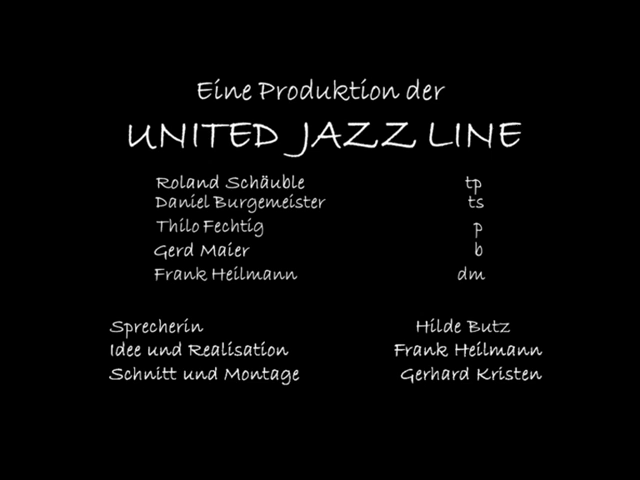 Eine Produktion der
UNITED JAZZ LINE
Roland Schäuble tp
Daniel Burgemeister ts
Thilo Fechtig p
Gerd Maier b
Frank Heilmann dm
Sprecherin Hilde Butz
Idee und Realisation Frank Heilmann
Schnitt und Montage Gerhard Kristen